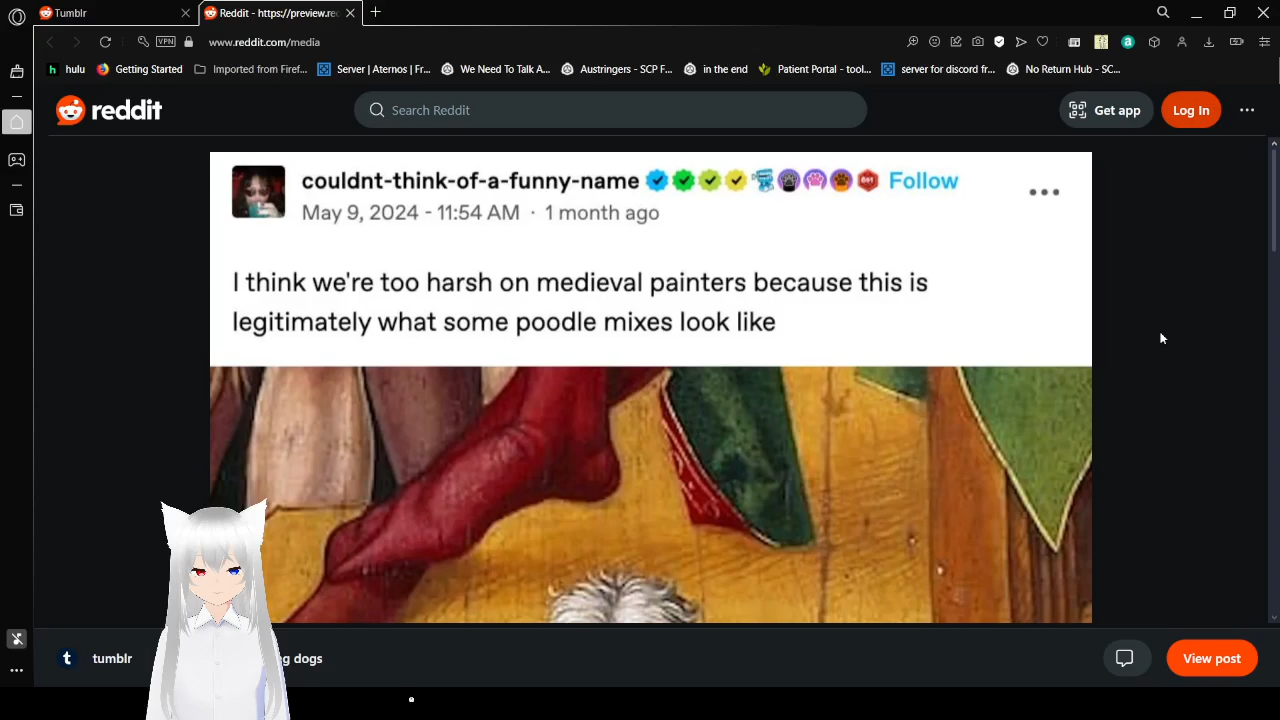 Tumblr
Reddit - https://preview.rec
VPN
www.reddit.com/media
hulu
Getting Started
Imported from Firef...
Server | Aternos | Fr...
We Need To Talk A...
Austringers - SCP F...
in the end
Patient Portal - tool...
server for discord fr...
No Return Hub - SC...
reddit
Search Reddit
Get app
Log In
couldnt-think-of-a-funny-name
Follow
May 9, 2024 - 11:54 AM · 1 month ago
I think we're too harsh on medieval painters because this is
legitimately what some poodle mixes look like
t tumblr
g dogs
View post